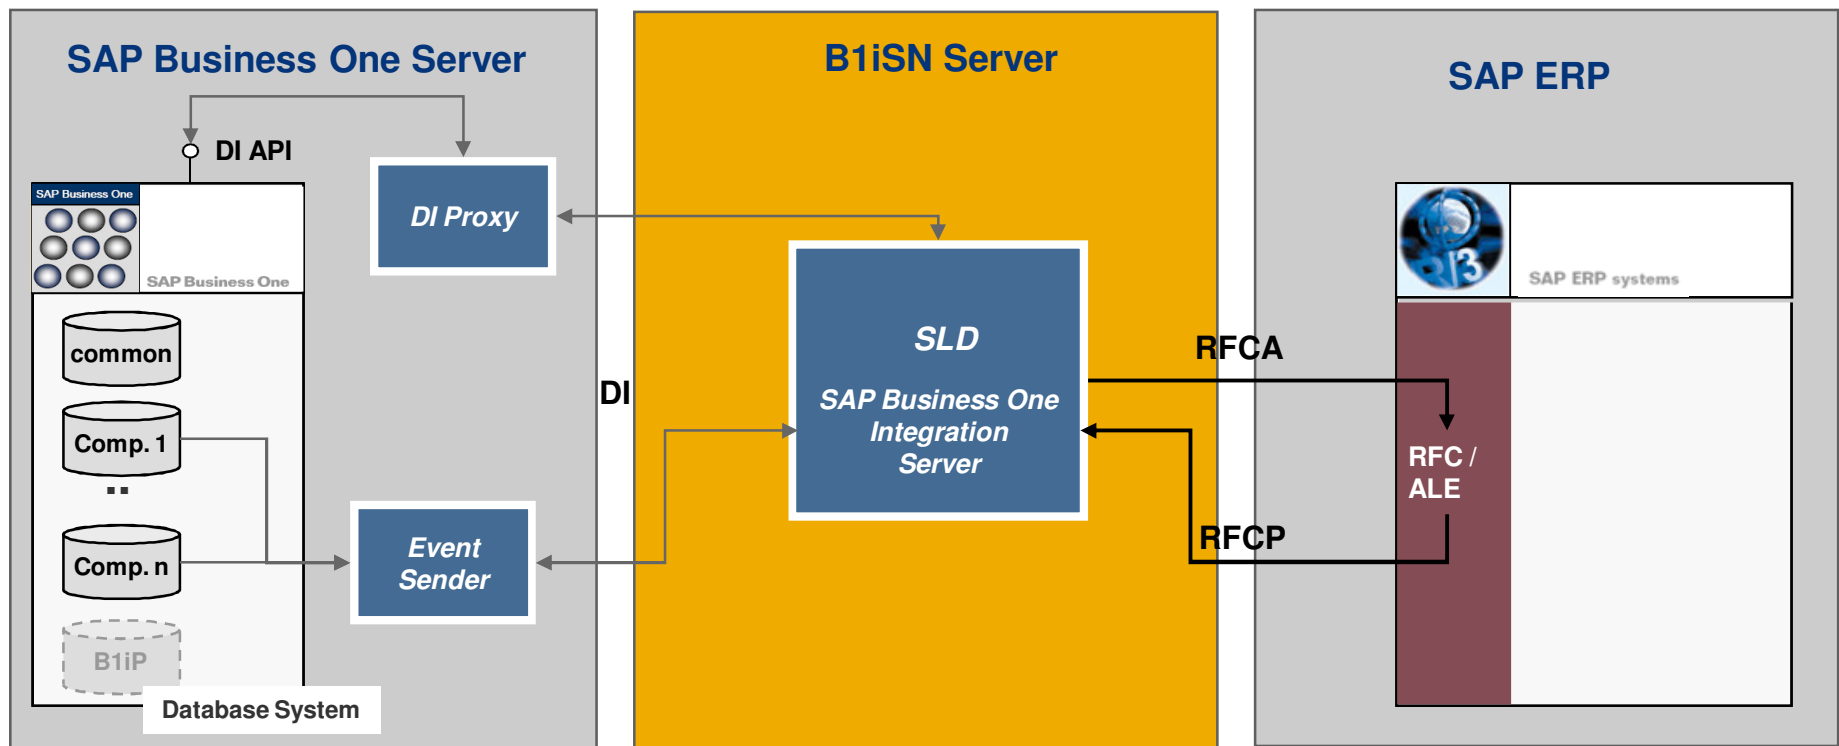 SAP Business One Server
B1iSN Server
SAP ERP
DI API
SAP Business One
SAP Business One
DI Proxy
R/3
SAP ERP systems
common
Comp. 1
..
Comp. n
B1iP
Database System
Event
Sender
DI
SLD
SAP Business One
Integration
Server
RFCA
RFCP
RFC /
ALE